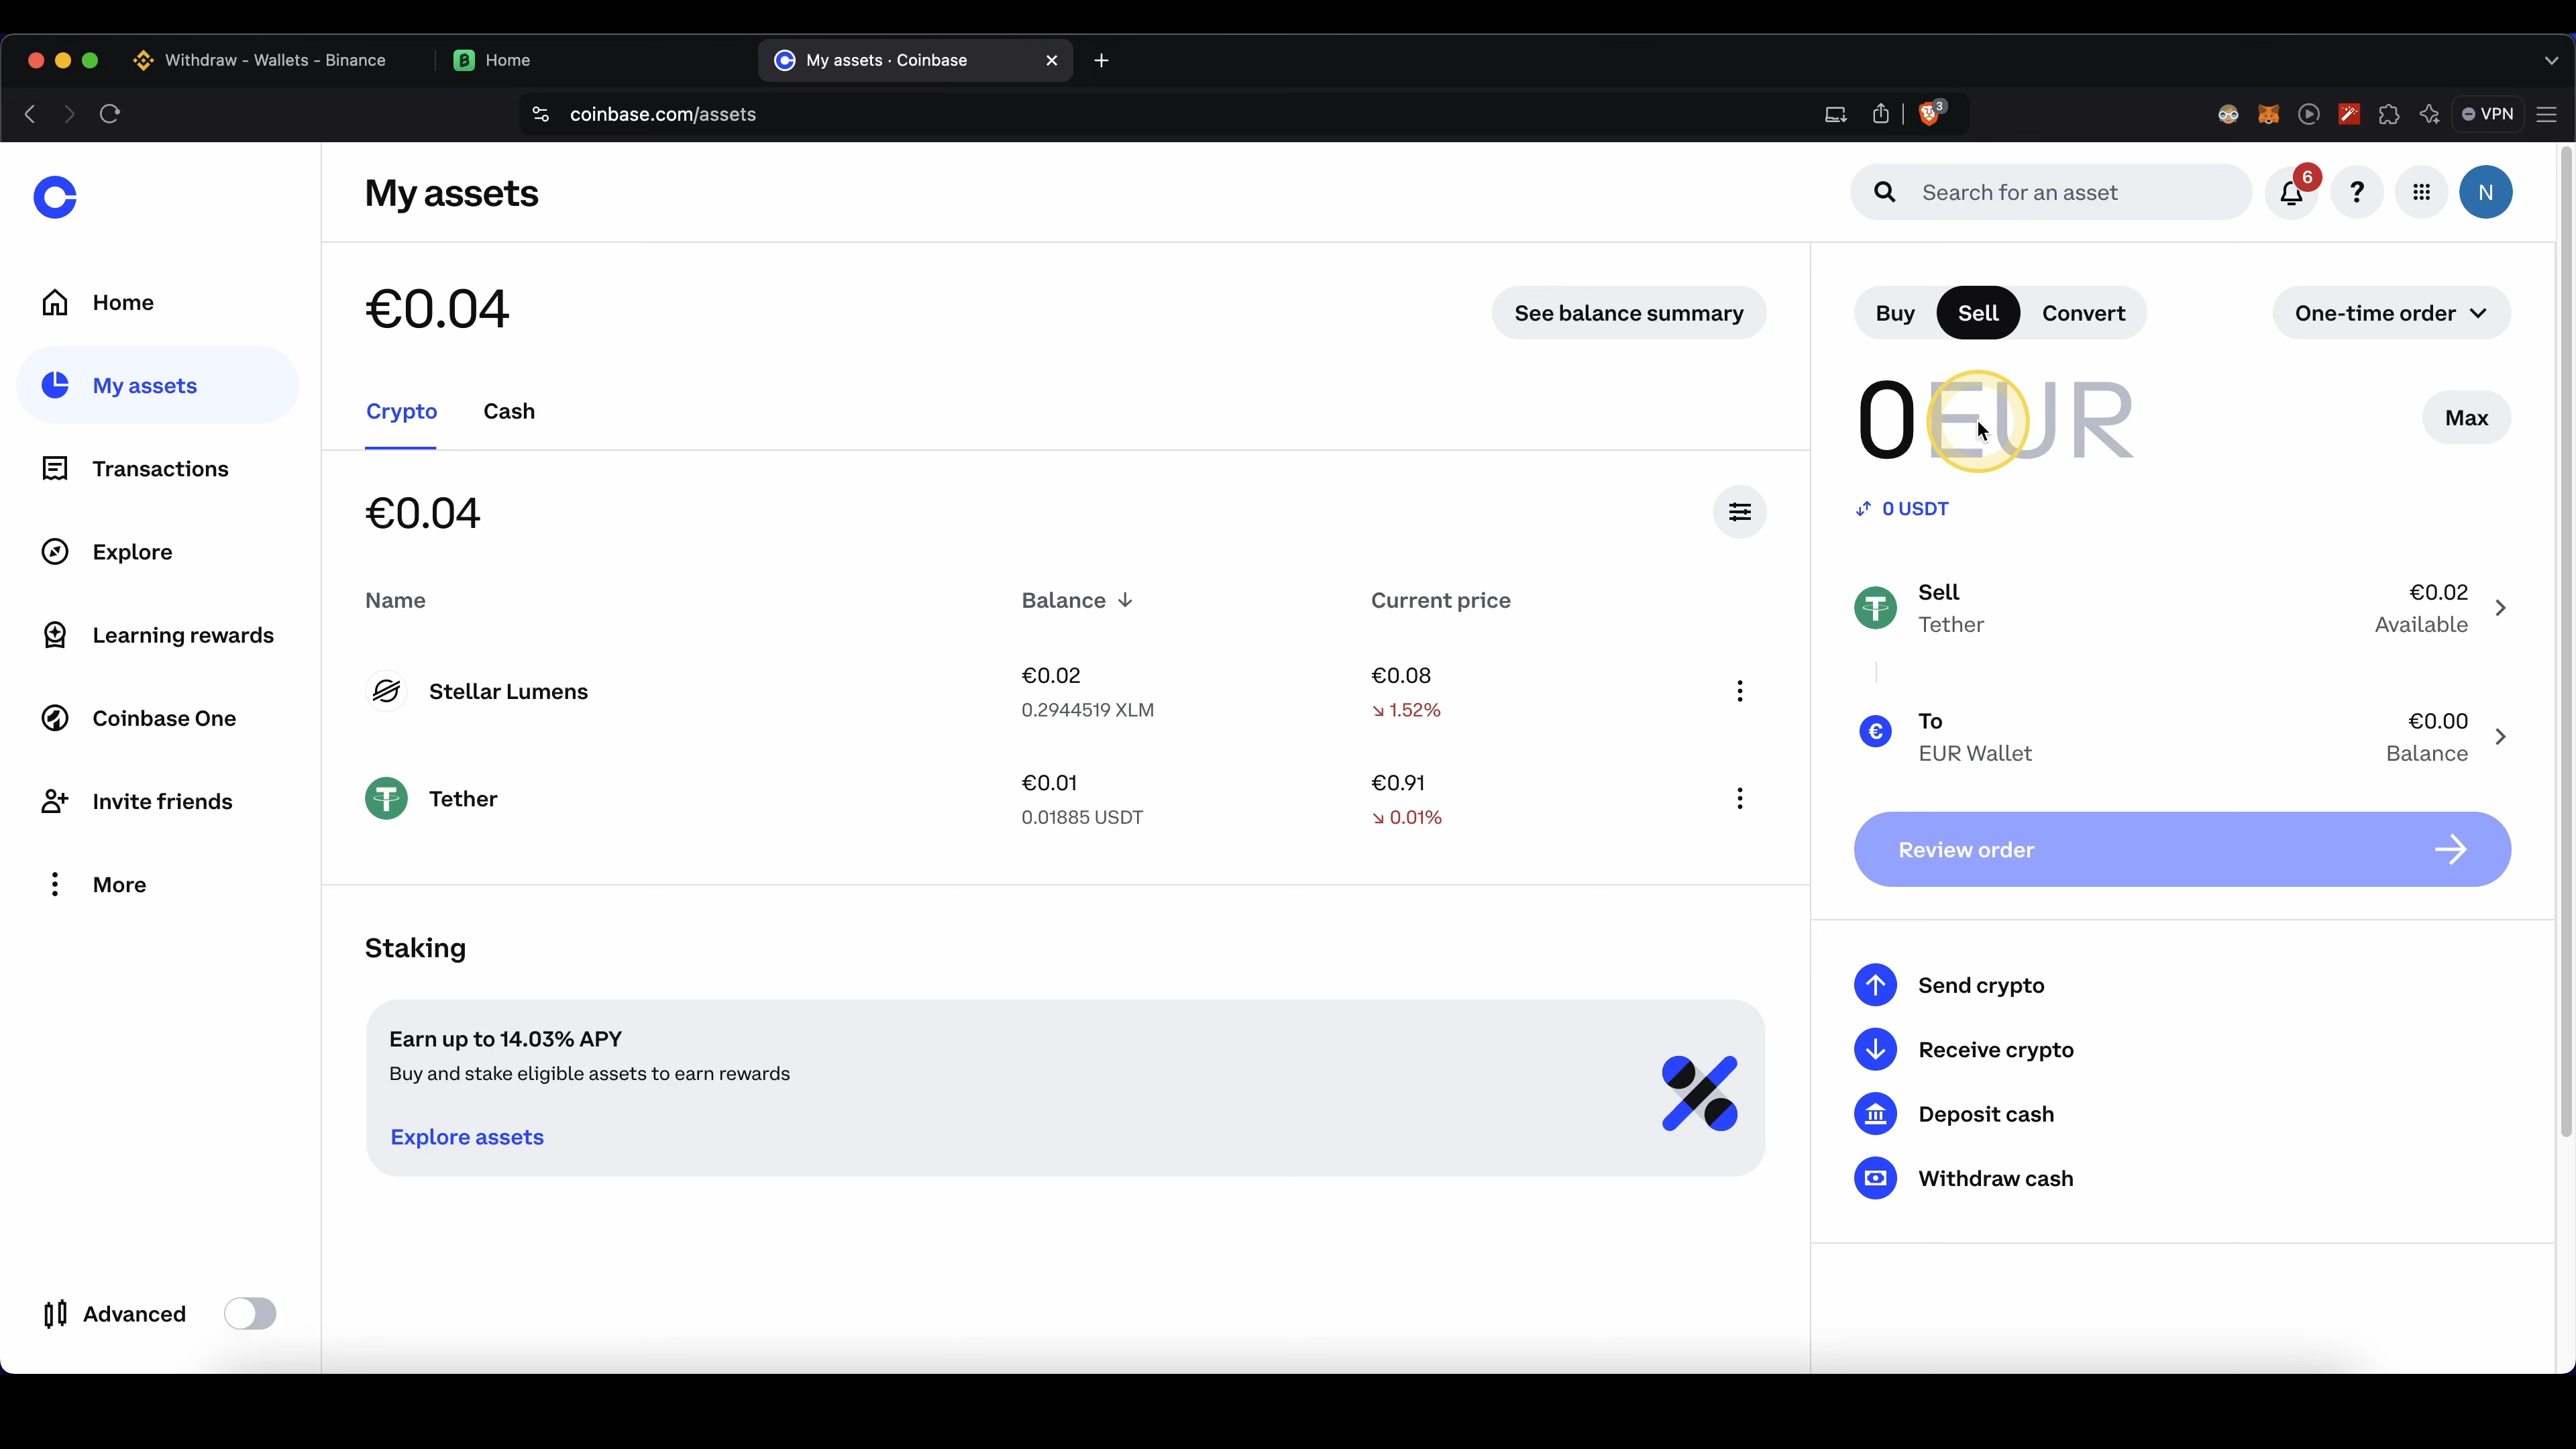 Withdraw - Wallets - Binance
Home
My assets · Coinbase
coinbase.com/assets
3
VPN
My assets
Search for an asset
6
?
N
Home
My assets
Transactions
Explore
Learning rewards
Coinbase One
Invite friends
More
Advanced
€0.04
See balance summary
Crypto
Cash
€0.04
Name
Balance ↓
Current price
Stellar Lumens
€0.02
0.2944519 XLM
€0.08
↘ 1.52%
Tether
€0.01
0.01885 USDT
€0.91
↘ 0.01%
Staking
Earn up to 14.03% APY
Buy and stake eligible assets to earn rewards
Explore assets
Buy
Sell
Convert
One-time order
0EUR
Max
0 USDT
Sell
Tether
€0.02
Available
€
To
EUR Wallet
€0.00
Balance
Review order
Send crypto
Receive crypto
Deposit cash
Withdraw cash